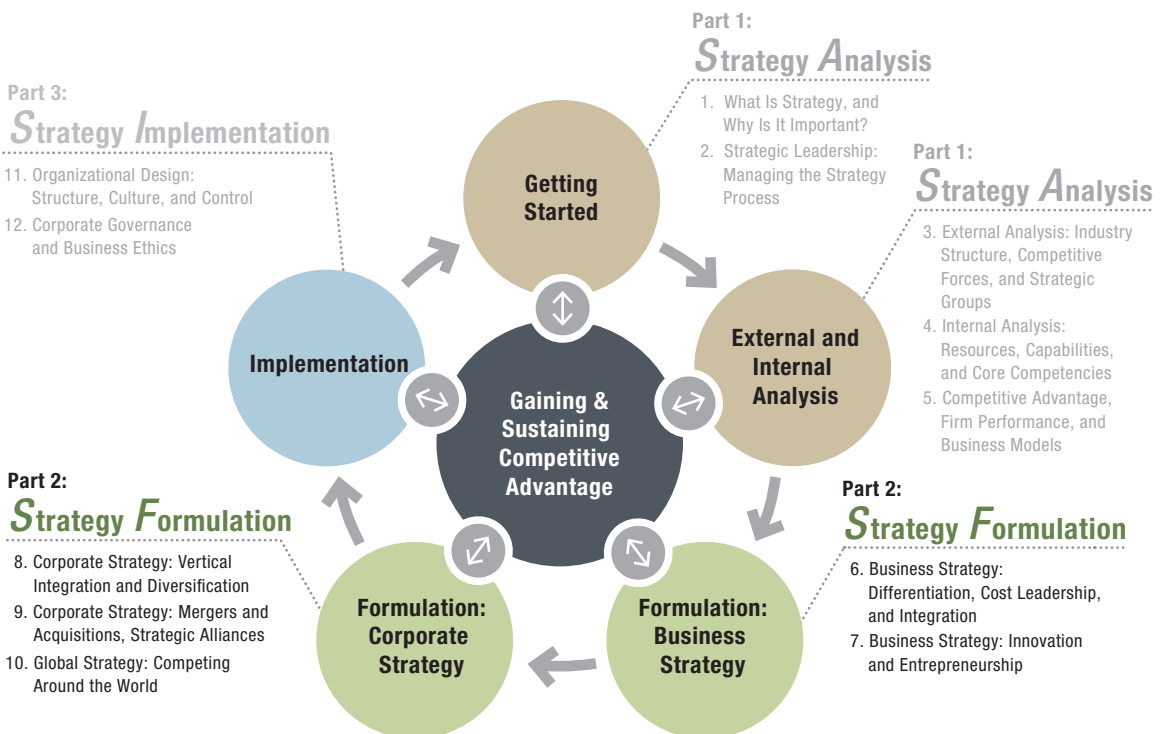 Part 1:
Strategy Analysis
1. What Is Strategy, and
Why Is It Important?
2. Strategic Leadership:
Managing the Strategy
Process
Part 1:
Strategy Analysis
3. External Analysis: Industry
Structure, Competitive
Forces, and Strategic
Groups
4. Internal Analysis:
Resources, Capabilities,
and Core Competencies
5. Competitive Advantage,
Firm Performance, and
Business Models
Part 3:
Strategy Implementation
11. Organizational Design:
Structure, Culture, and Control
12. Corporate Governance
and Business Ethics
Getting
Started
External and
Internal
Analysis
Implementation
Gaining &
Sustaining
Competitive
Advantage
Part 2:
Strategy Formulation
8. Corporate Strategy: Vertical
Integration and Diversification
9. Corporate Strategy: Mergers and
Acquisitions, Strategic Alliances
10. Global Strategy: Competing
Around the World
Formulation:
Corporate
Strategy
Formulation:
Business
Strategy
Part 2:
Strategy Formulation
6. Business Strategy:
Differentiation, Cost Leadership,
and Integration
7. Business Strategy: Innovation
and Entrepreneurship